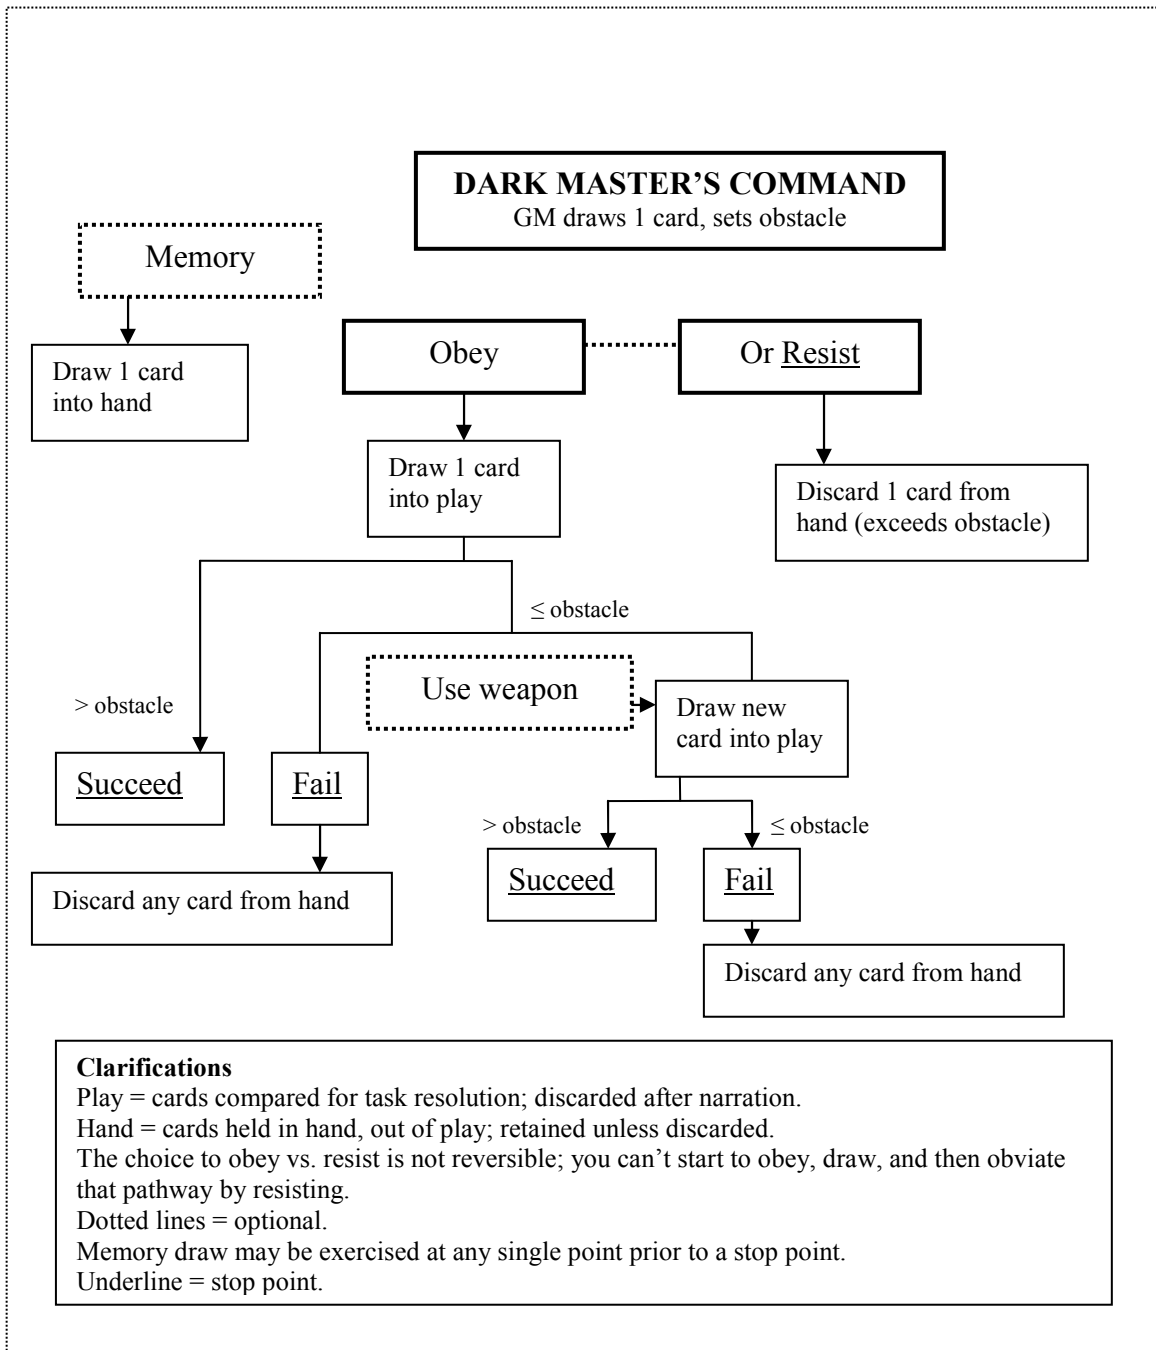 DARK MASTER’S COMMAND
GM draws 1 card, sets obstacle
Memory
Draw 1 card
into hand
Obey
Or Resist
Draw 1 card
into play
Discard 1 card from
hand (exceeds obstacle)
≤ obstacle
> obstacle
Use weapon
Draw new
card into play
Succeed
Fail
> obstacle
≤ obstacle
Succeed
Fail
Discard any card from hand
Discard any card from hand
Clarifications
Play = cards compared for task resolution; discarded after narration.
Hand = cards held in hand, out of play; retained unless discarded.
The choice to obey vs. resist is not reversible; you can’t start to obey, draw, and then obviate
that pathway by resisting.
Dotted lines = optional.
Memory draw may be exercised at any single point prior to a stop point.
Underline = stop point.